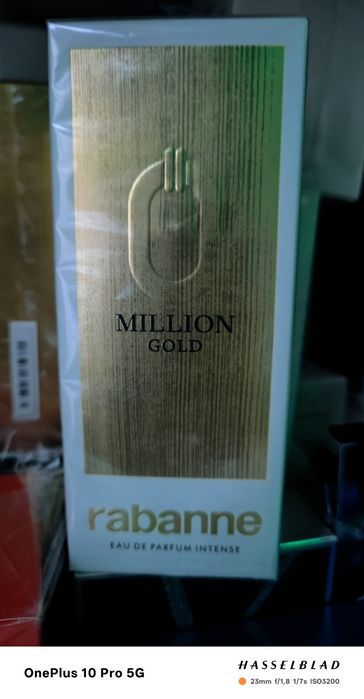 MILLION
GOLD
rabanne
EAU DE PARFUM INTENSE
OnePlus 10 Pro 5G
HASSELBLAD
23mm f/1,8 1/7s ISO3200